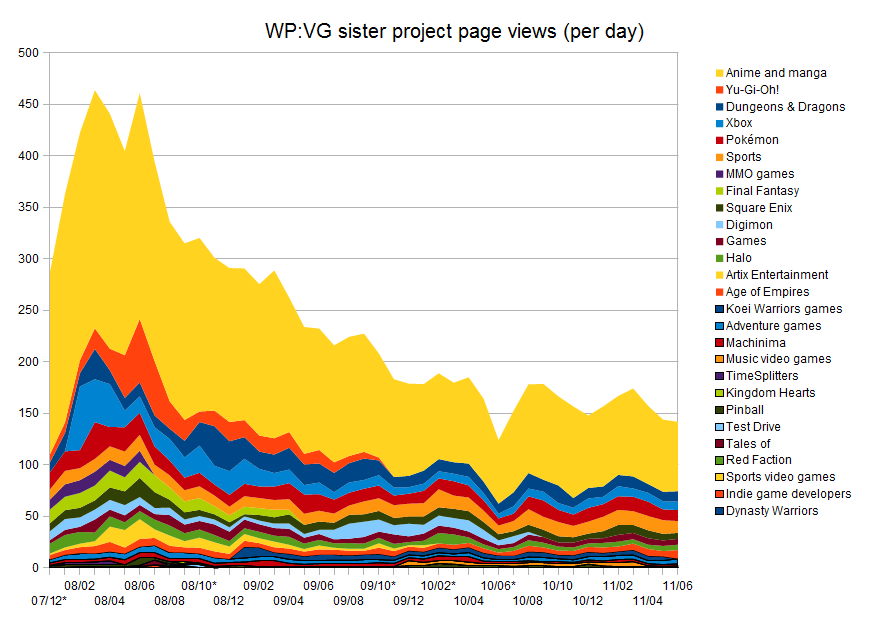 WP:VG sister project page views (per day)
500
450
400
350
300
250
200
150
100
50
0
08/02 08/06 08/10* 09/02 09/06 09/10* 10/02* 10/06* 10/10 11/02 11/06
07/12* 08/04 08/08 08/12 09/04 09/08 09/12 10/04 10/08 10/12 11/04
Anime and manga
Yu-Gi-Oh!
Dungeons & Dragons
Xbox
Pokémon
Sports
MMO games
Final Fantasy
Square Enix
Digimon
Games
Halo
Artix Entertainment
Age of Empires
Koei Warriors games
Adventure games
Machinima
Music video games
TimeSplitters
Kingdom Hearts
Pinball
Test Drive
Tales of
Red Faction
Sports video games
Indie game developers
Dynasty Warriors